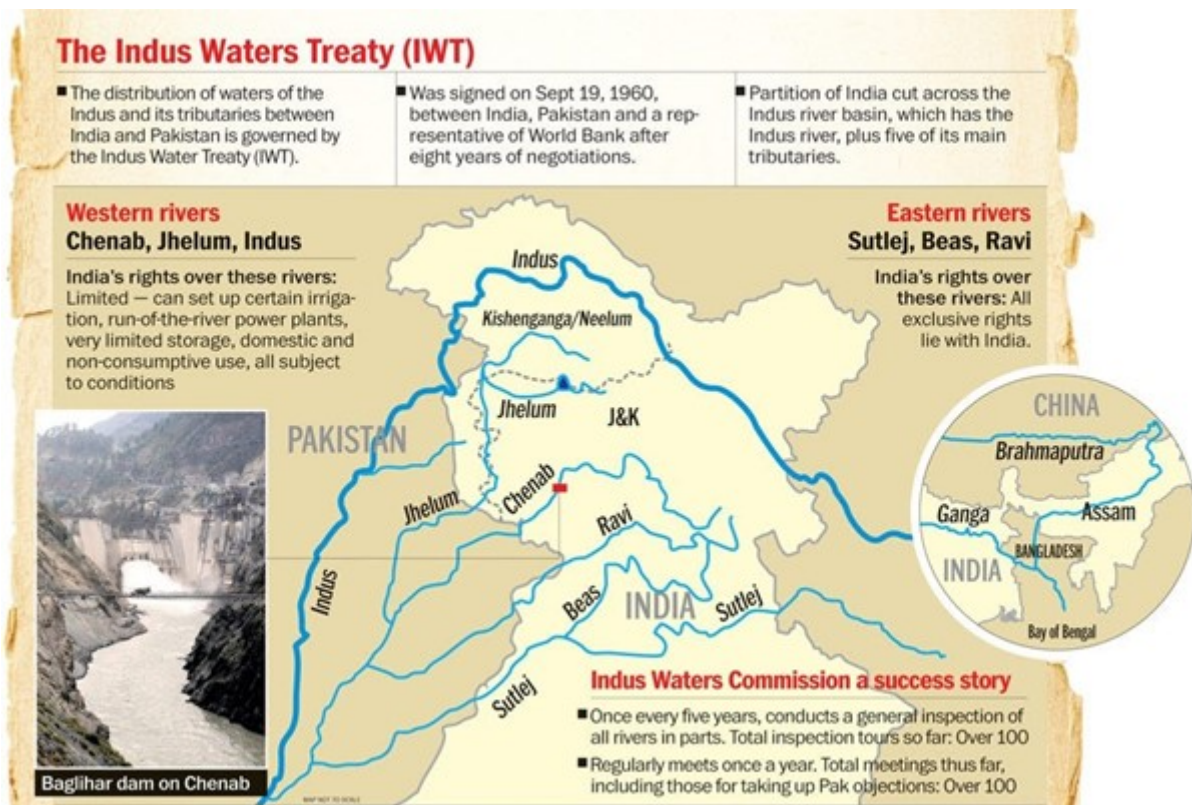 The Indus Waters Treaty (IWT)
■ The distribution of waters of the
Indus and its tributaries between
India and Pakistan is governed by
the Indus Water Treaty (IWT).
■ Was signed on Sept 19, 1960,
between India, Pakistan and a rep-
resentative of World Bank after
eight years of negotiations.
■ Partition of India cut across the
Indus river basin, which has the
Indus river, plus five of its main
tributaries.
Western rivers
Chenab, Jhelum, Indus
India's rights over these rivers:
Limited — can set up certain irriga-
tion, run-of-the-river power plants,
very limited storage, domestic and
non-consumptive use, all subject
to conditions
Eastern rivers
Sutlej, Beas, Ravi
India's rights over
these rivers: All
exclusive rights
lie with India.
Indus
Kishenganga/Neelum
Jhelum
J&K
PAKISTAN
Chenab
Jhelum
Ravi
Indus
Beas
INDIA
Sutlej
Sutlej
CHINA
Brahmaputra
Ganga
Assam
BANGLADESH
INDIA
Bay of Bengal
Indus Waters Commission a success story
■ Once every five years, conducts a general inspection of
all rivers in parts. Total inspection tours so far: Over 100
■ Regularly meets once a year. Total meetings thus far,
including those for taking up Pak objections: Over 100
Baglihar dam on Chenab
MAP NOT TO SCALE